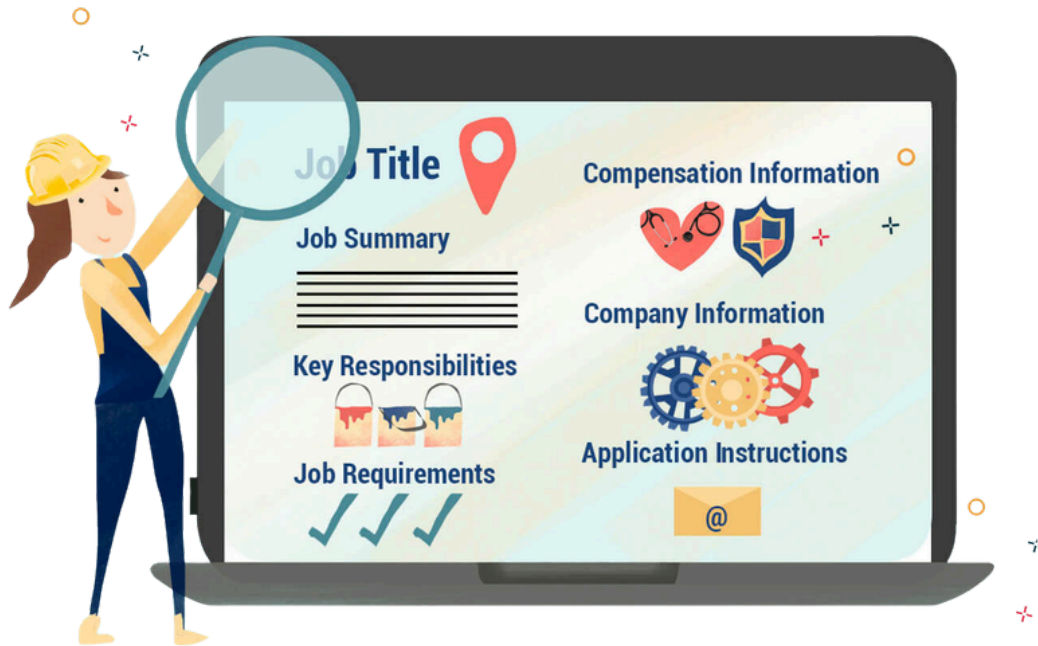 Job Title
Job Summary
Key Responsibilities
Job Requirements
Compensation Information
Company Information
Application Instructions
@